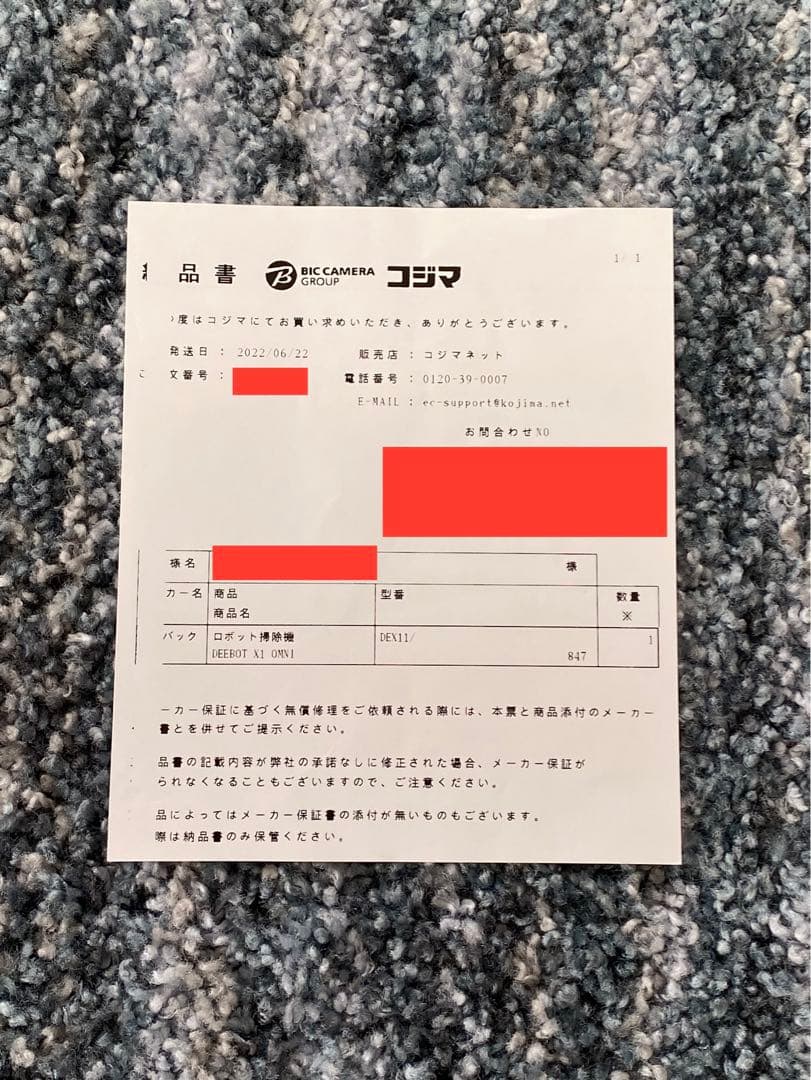 品書 BIC CAMERA GROUP コジマ
1/ 1
度はコジマにてお買い求めいただき、ありがとうございます。
発送日： 2022/06/22 販売店：コジマネット
文番号： 電話番号：0120-39-0007
E-MAIL：ec-support@kojima.net
お問合わせNO
様名 様
カー名 商品 型番 数量
商品名 ※
バック ロボット掃除機 DEX11/ 1
DEEBOT X1 OMNI 847
ーカー保証に基づく無償修理をご依頼される際には、本票と商品添付のメーカー
書とを併せてご提示ください。
品書の記載内容が弊社の承諾なしに修正された場合、メーカー保証が
られなくなることもございますので、ご注意ください。
品によってはメーカー保証書の添付が無いものもございます。
際は納品書のみ保管ください。